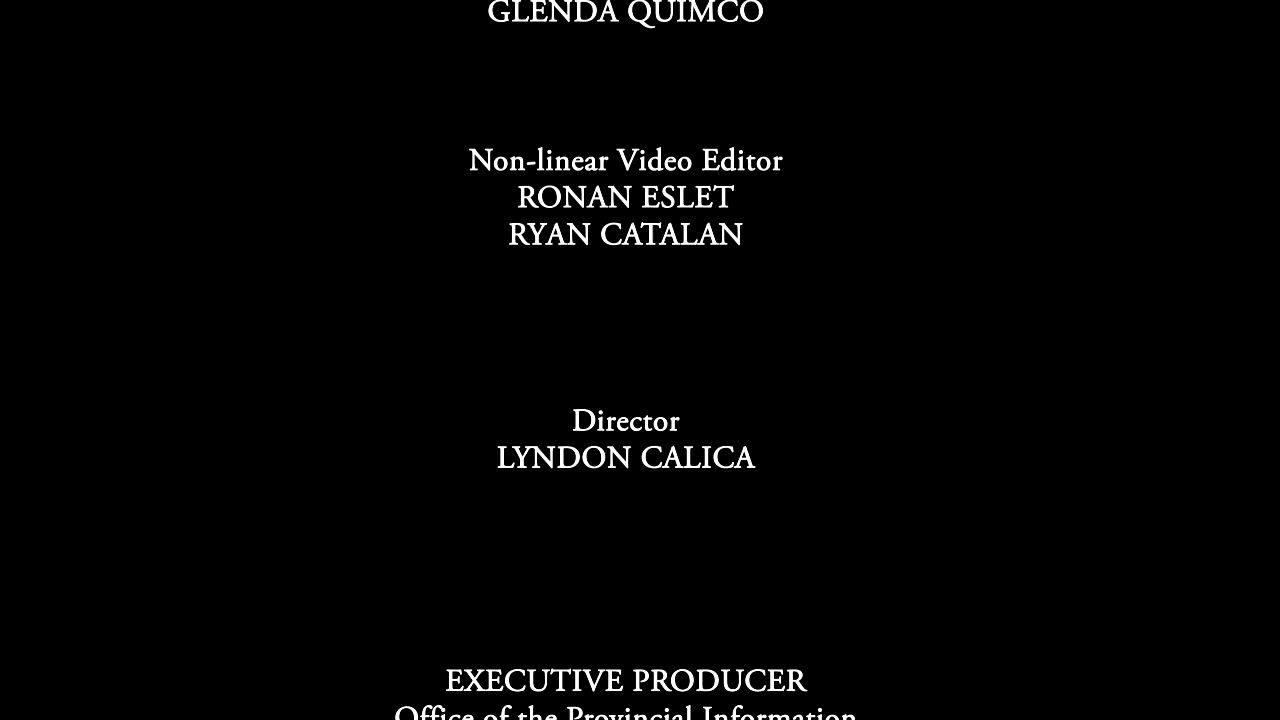 GLENDA QUIMCO
Non-linear Video Editor
RONAN ESLET
RYAN CATALAN
Director
LYNDON CALICA
EXECUTIVE PRODUCER
Office of the Provincial Information